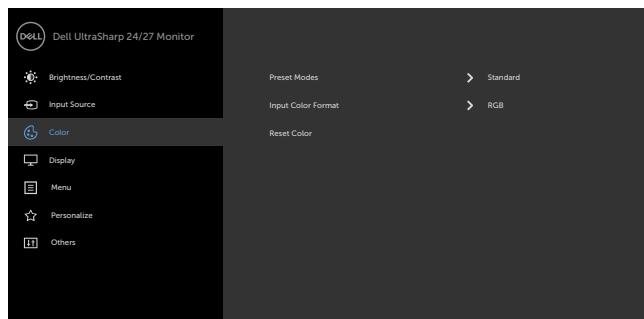 DELL Dell UltraSharp 24/27 Monitor
Brightness/Contrast
Preset Modes Standard
Input Source
Input Color Format RGB
Color
Reset Color
Display
Menu
Personalize
Others